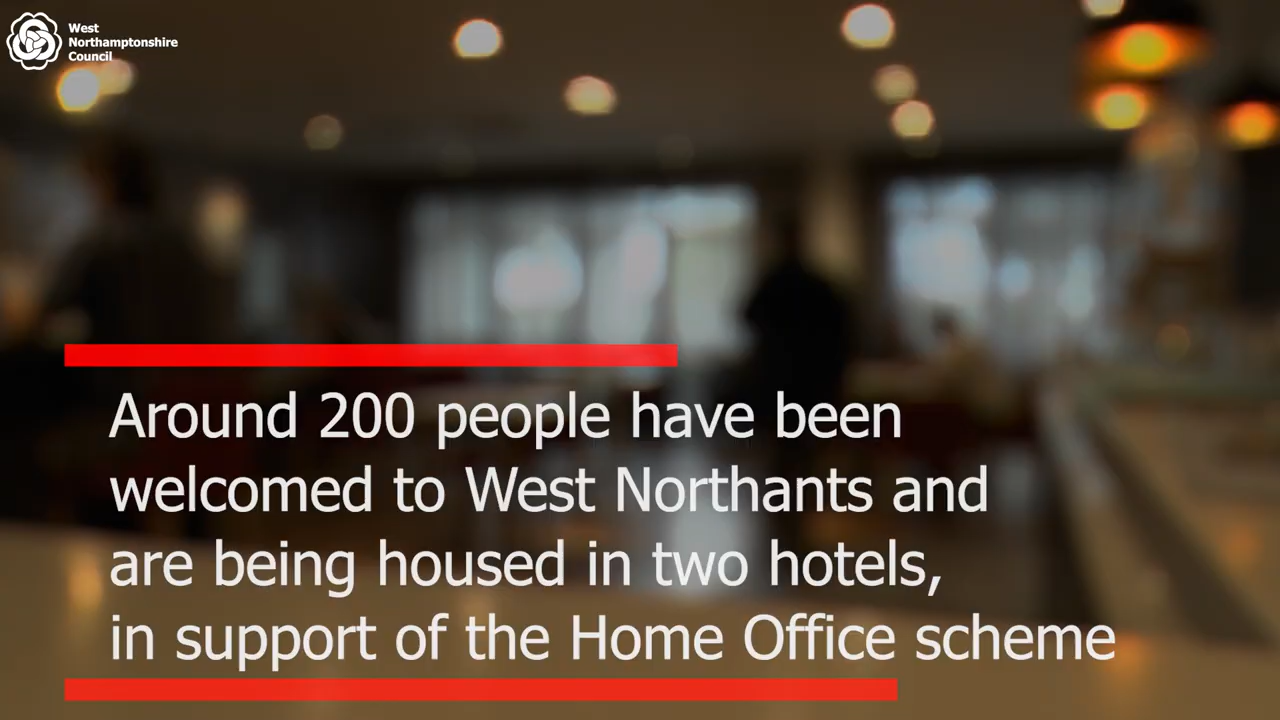 West
Northamptonshire
Council
Around 200 people have been
welcomed to West Northants and
are being housed in two hotels,
in support of the Home Office scheme